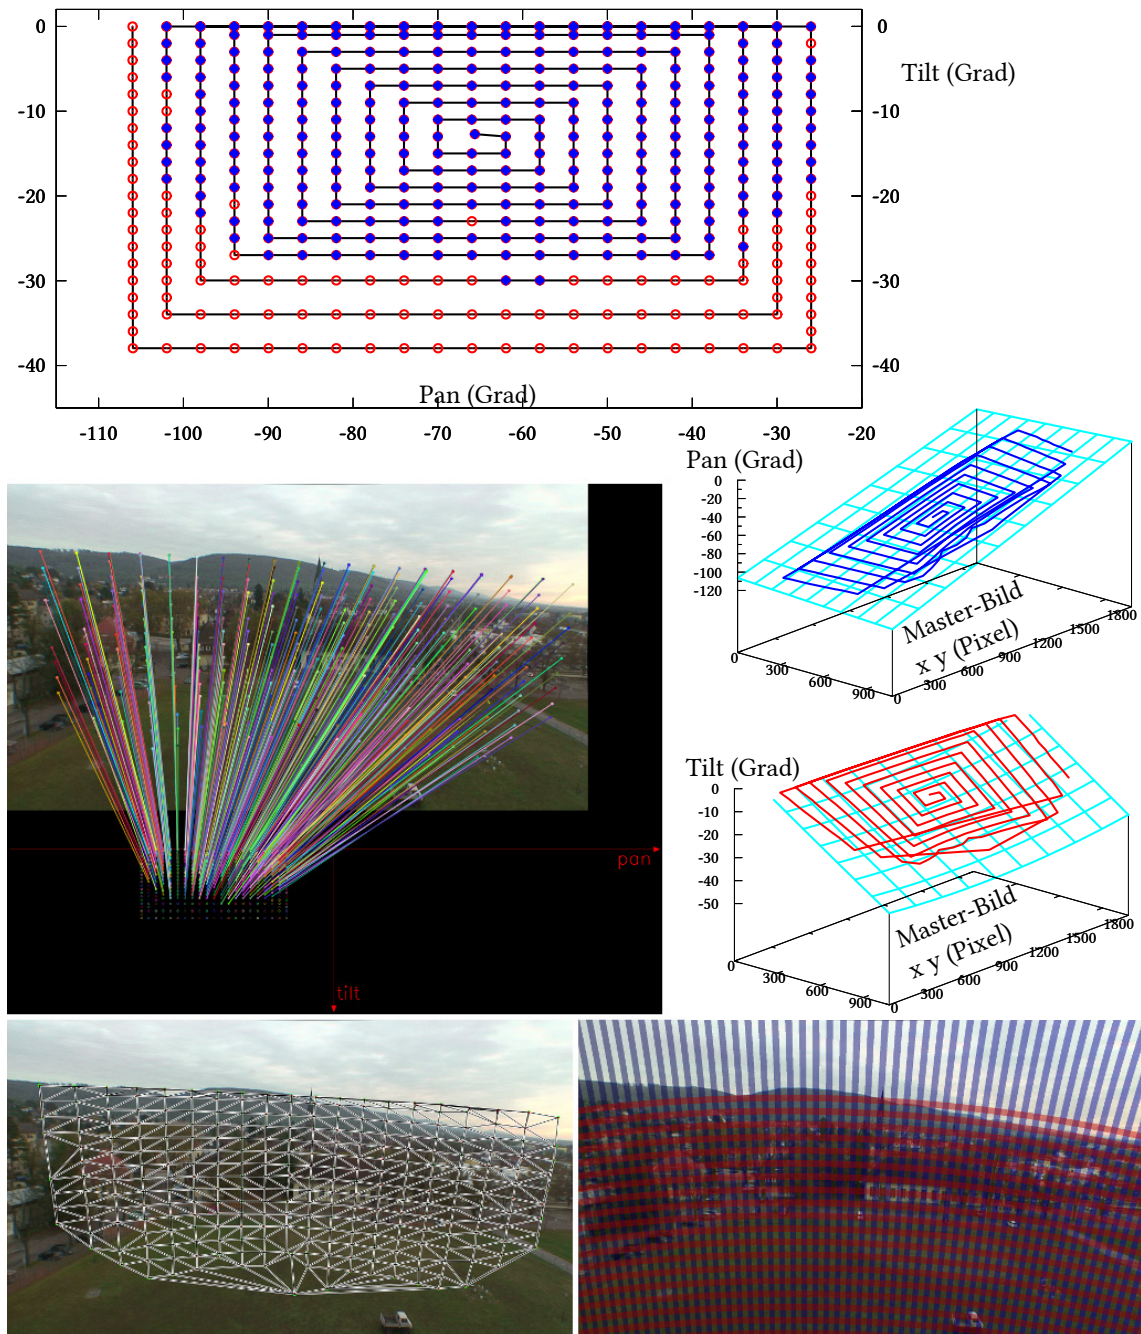 0 0
Tilt (Grad)
-10 -10
-20 -20
-30 -30
-40 -40
Pan (Grad)
-110 -100 -90 -80 -70 -60 -50 -40 -30 -20
Pan (Grad)
0
-20
-40
-60
-80
-100
-120
Master-Bild
x y (Pixel)
0 300 600 900
0 300 600 900 1200 1500 1800
Tilt (Grad)
0
-10
-20
-30
-40
-50
Master-Bild
x y (Pixel)
0 300 600 900
0 300 600 900 1200 1500 1800
pan
tilt